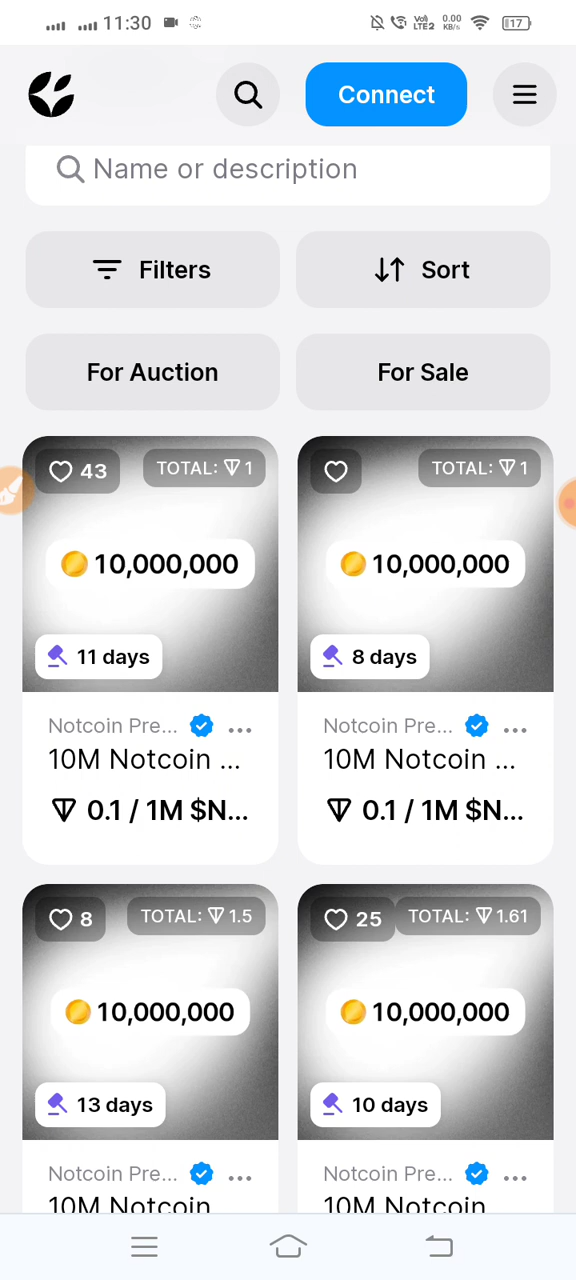 11:30 Vo) LTE2 0.00 KB/s 17
Connect
Name or description
Filters Sort
For Auction For Sale
43 TOTAL: 1 TOTAL: 1
10,000,000 10,000,000
11 days 8 days
Notcoin Pre... Notcoin Pre...
10M Notcoin ... 10M Notcoin ...
0.1 / 1M $N... 0.1 / 1M $N...
8 TOTAL: 1.5 25 TOTAL: 1.61
10,000,000 10,000,000
13 days 10 days
Notcoin Pre... Notcoin Pre...
10M Notcoin 10M Notcoin